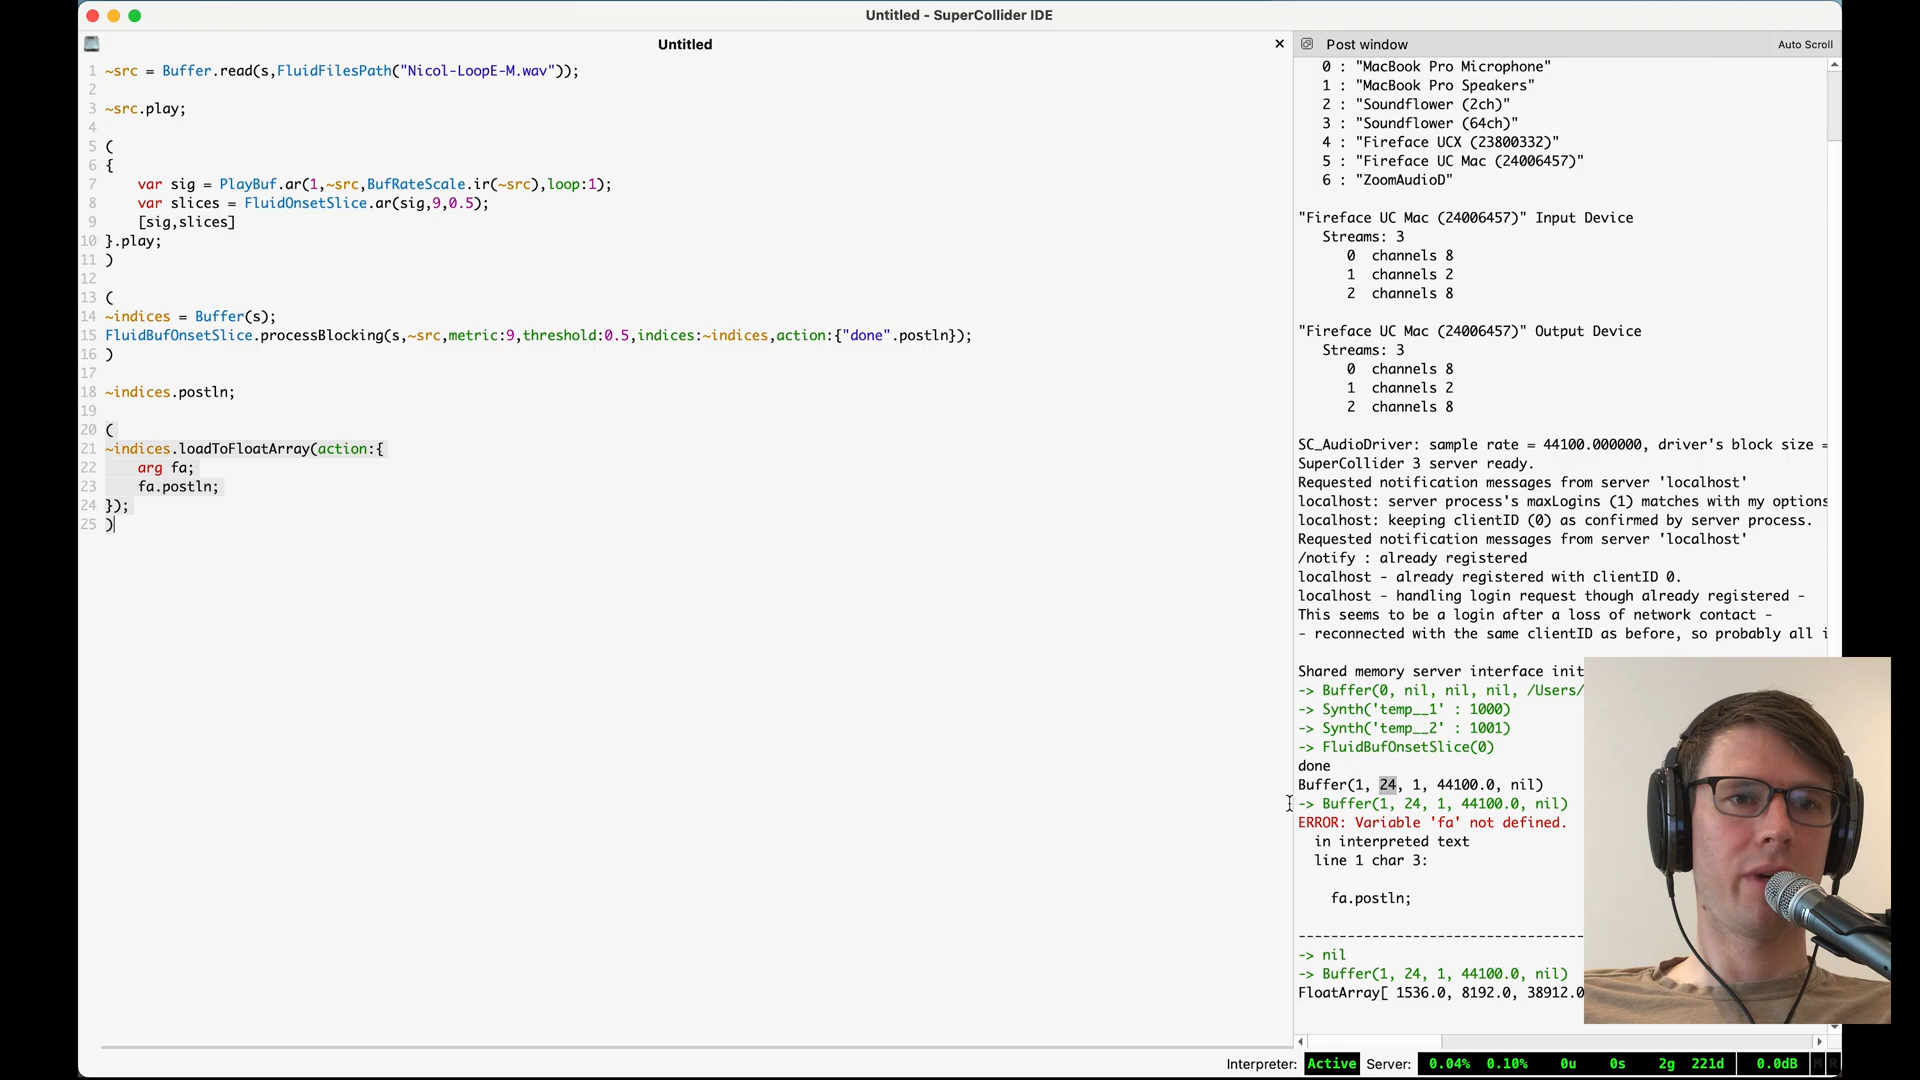 Untitled - SuperCollider IDE
Untitled
1 ~src = Buffer.read(s,FluidFilesPath("Nicol-LoopE-M.wav"));
2
3 ~src.play;
4
5 (
6 {
7 var sig = PlayBuf.ar(1,~src,BufRateScale.ir(~src),loop:1);
8 var slices = FluidOnsetSlice.ar(sig,9,0.5);
9 [sig,slices]
10 }.play;
11 )
12
13 (
14 ~indices = Buffer(s);
15 FluidBufOnsetSlice.processBlocking(s,~src,metric:9,threshold:0.5,indices:~indices,action:{"done".postln});
16 )
17
18 ~indices.postln;
19
20 (
21 ~indices.loadToFloatArray(action:{
22 arg fa;
23 fa.postln;
24 });
25 )
Post window
Auto Scroll
0 : "MacBook Pro Microphone"
1 : "MacBook Pro Speakers"
2 : "Soundflower (2ch)"
3 : "Soundflower (64ch)"
4 : "Fireface UCX (23800332)"
5 : "Fireface UC Mac (24006457)"
6 : "ZoomAudioD"
"Fireface UC Mac (24006457)" Input Device
Streams: 3
0 channels 8
1 channels 2
2 channels 8
"Fireface UC Mac (24006457)" Output Device
Streams: 3
0 channels 8
1 channels 2
2 channels 8
SC_AudioDriver: sample rate = 44100.000000, driver's block size =
SuperCollider 3 server ready.
Requested notification messages from server 'localhost'
localhost: server process's maxLogins (1) matches with my options
localhost: keeping clientID (0) as confirmed by server process.
Requested notification messages from server 'localhost'
/notify : already registered
localhost - already registered with clientID 0.
localhost - handling login request though already registered -
This seems to be a login after a loss of network contact -
- reconnected with the same clientID as before, so probably all i
Shared memory server interface init
-> Buffer(0, nil, nil, nil, /Users/
-> Synth('temp__1' : 1000)
-> Synth('temp__2' : 1001)
-> FluidBufOnsetSlice(0)
done
Buffer(1, 24, 1, 44100.0, nil)
-> Buffer(1, 24, 1, 44100.0, nil)
ERROR: Variable 'fa' not defined.
in interpreted text
line 1 char 3:
fa.postln;
-----------------------------------
-> nil
-> Buffer(1, 24, 1, 44100.0, nil)
FloatArray[ 1536.0, 8192.0, 38912.0
Interpreter: Active Server: 0.04% 0.10% 0u 0s 2g 221d 0.0dB M R